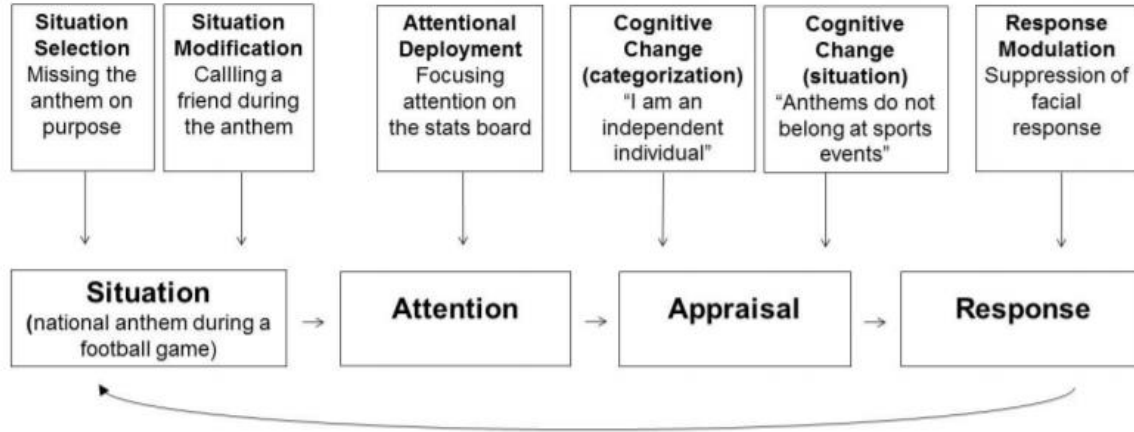 Situation
Selection
Missing the
anthem on
purpose
Situation
Modification
Callling a
friend during
the anthem
Attentional
Deployment
Focusing
attention on
the stats board
Cognitive
Change
(categorization)
“I am an
independent
individual”
Cognitive
Change
(situation)
“Anthems do not
belong at sports
events”
Response
Modulation
Suppression of
facial
response
Situation
(national anthem during a
football game)
Attention
Appraisal
Response